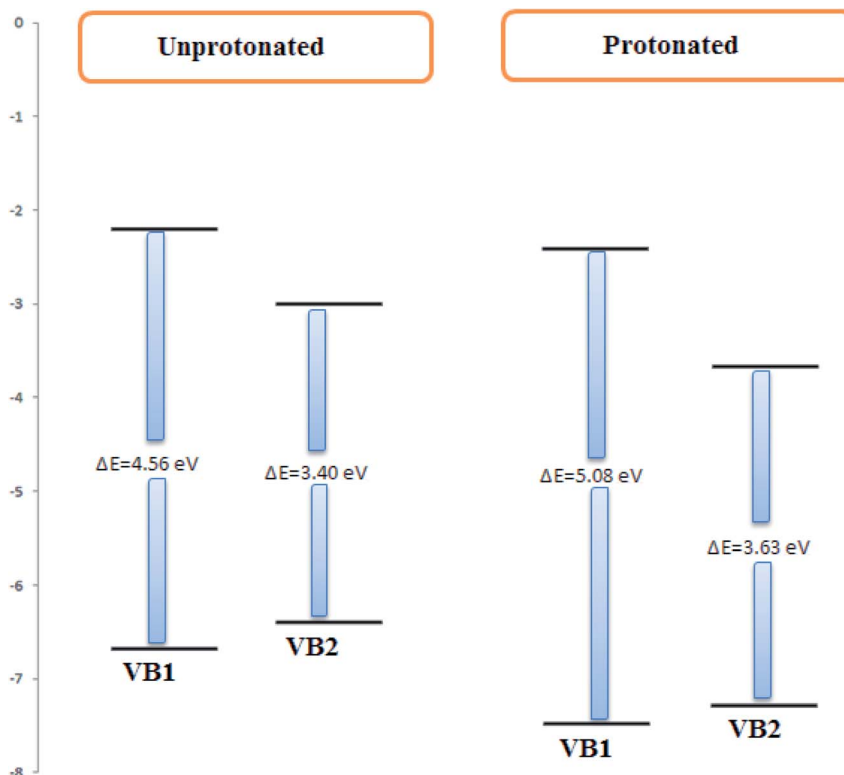 Unprotonated
Protonated
0
-1
-2
-3
-4
-5
-6
-7
-8
ΔE=4.56 eV
ΔE=3.40 eV
ΔE=5.08 eV
ΔE=3.63 eV
VB1
VB2
VB1
VB2